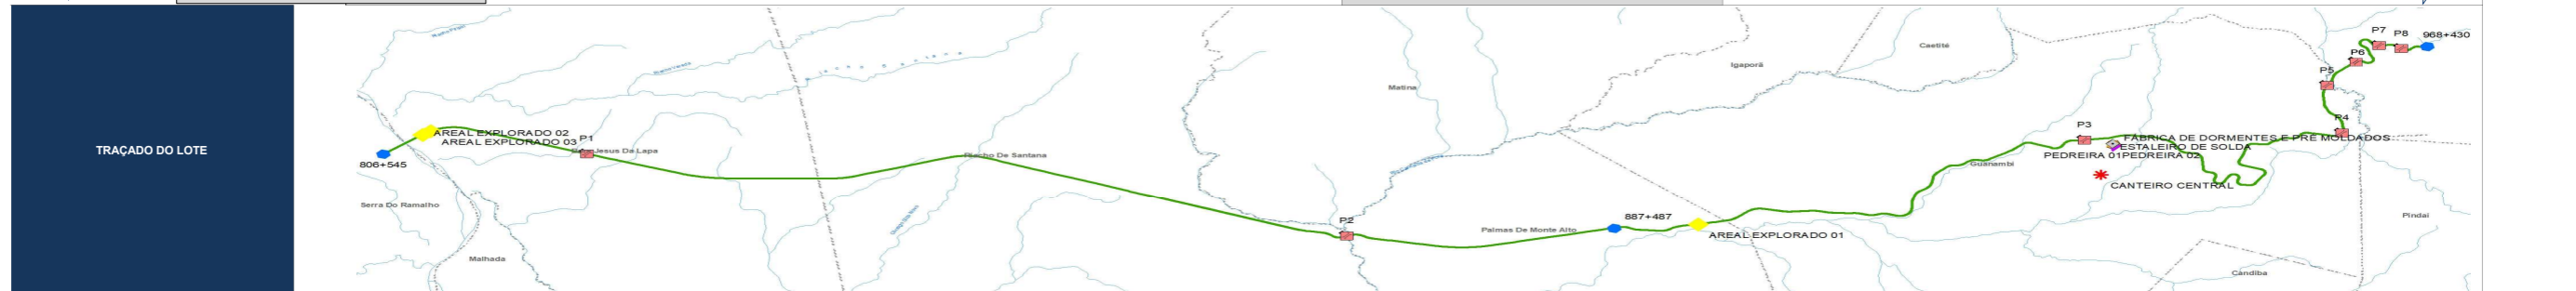 TRAÇADO DO LOTE
P7
P8
968+430
Caetité
P6
Igaporã
P5
Matina
P4
P3
AREAL EXPLORADO 02
AREAL EXPLORADO 03
P1
Jesus Da Lapa
Riacho De Santana
FÁBRICA DE DORMENTES E PRÉ MOLDADOS
ESTALEIRO DE SOLDA
PEDREIRA 01PEDREIRA 02
806+545
Guanambi
CANTEIRO CENTRAL
Serra Do Ramalho
P2
887+487
Pindaí
Palmas De Monte Alto
AREAL EXPLORADO 01
Malhada
Candiba